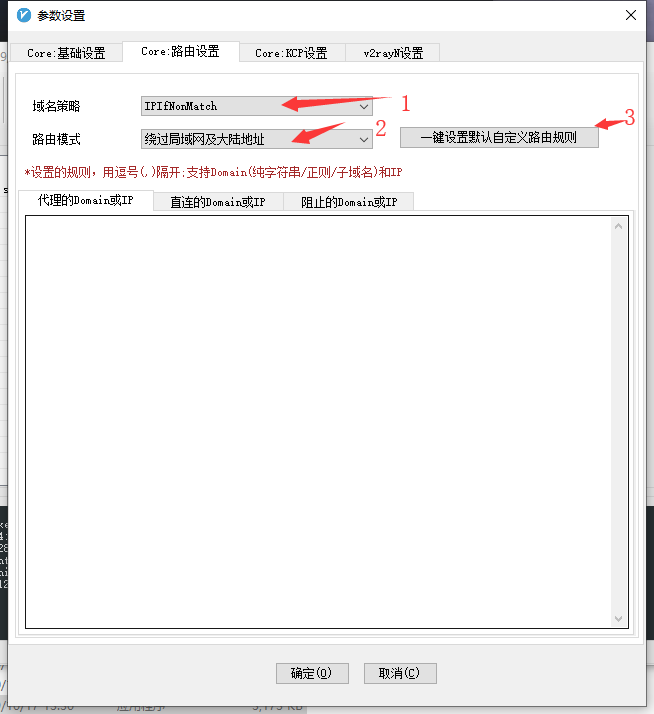 参数设置
Core:基础设置
Core:路由设置
Core:KCP设置
v2rayN设置
域名策略
IPIfNonMatch
1
路由模式
绕过局域网及大陆地址
2
一键设置默认自定义路由规则
3
*设置的规则，用逗号(,)隔开;支持Domain(纯字符串/正则/子域名)和IP
代理的Domain或IP
直连的Domain或IP
阻止的Domain或IP
确定(O)
取消(C)